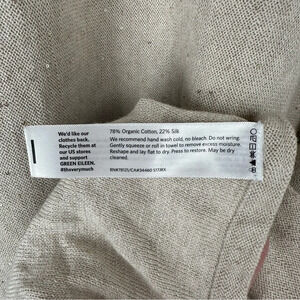 We'd like our
clothes back.
Recycle them at
our US stores
and support
GREEN EILEEN.
#thisverymuch
78% Organic Cotton, 22% Silk
We recommend hand wash cold, no bleach. Do not wring.
Gently squeeze or roll in towel to remove excess moisture.
Reshape and lay flat to dry. Press to restore. May be dry
cleaned.